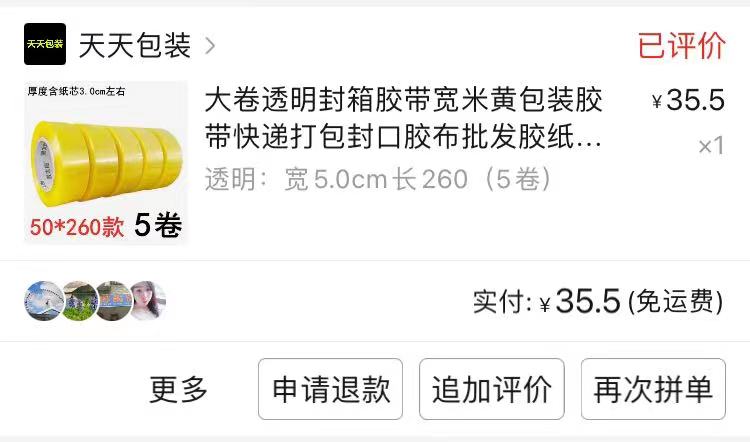 天天包装
天天包装
已评价
厚度含纸芯3.0cm左右
50*260款 5卷
大卷透明封箱胶带宽米黄包装胶
带快递打包封口胶布批发胶纸...
¥35.5
×1
透明：宽5.0cm长260（5卷）
实付: ¥35.5 (免运费)
更多
申请退款
追加评价
再次拼单